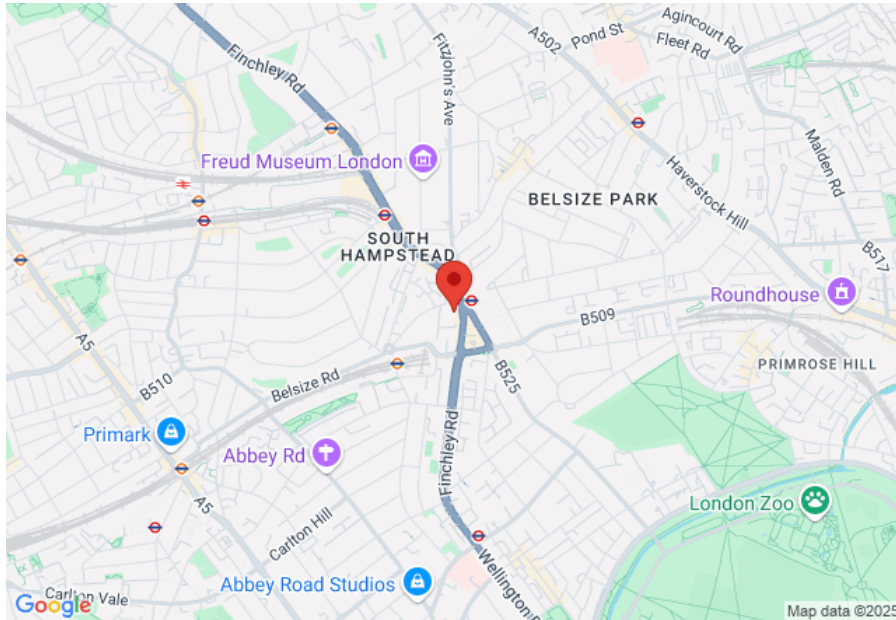 Agincourt Rd
Pond St
Fleet Rd
A502
Finchley Rd
Fitzjohn's Ave
Freud Museum London
Malden Rd
Haverstock Hill
BELSIZE PARK
SOUTH
HAMPSTEAD
B517
Roundhouse
B509
A5
PRIMROSE HILL
B510
Belsize Rd
B525
Primark
Abbey Rd
Finchley Rd
A5
London Zoo
Carlton Hill
Wellington
Abbey Road Studios
Carlton Vale
Google
Map data ©2025